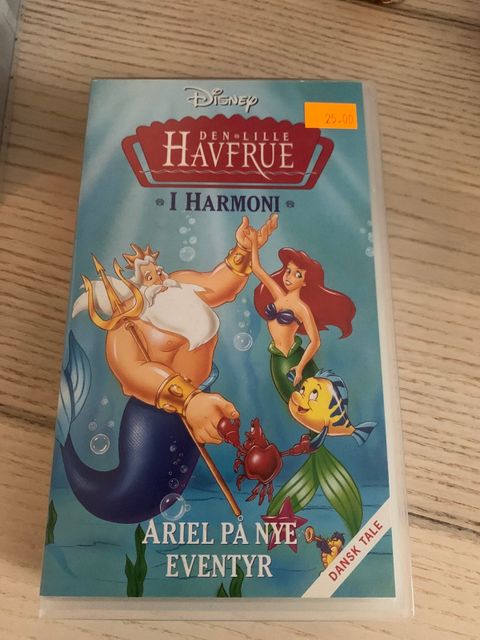 Disney
25.00
DEN LILLE
HAVFRUE
I HARMONI
ARIEL PÅ NYE
EVENTYR
DANSK TALE